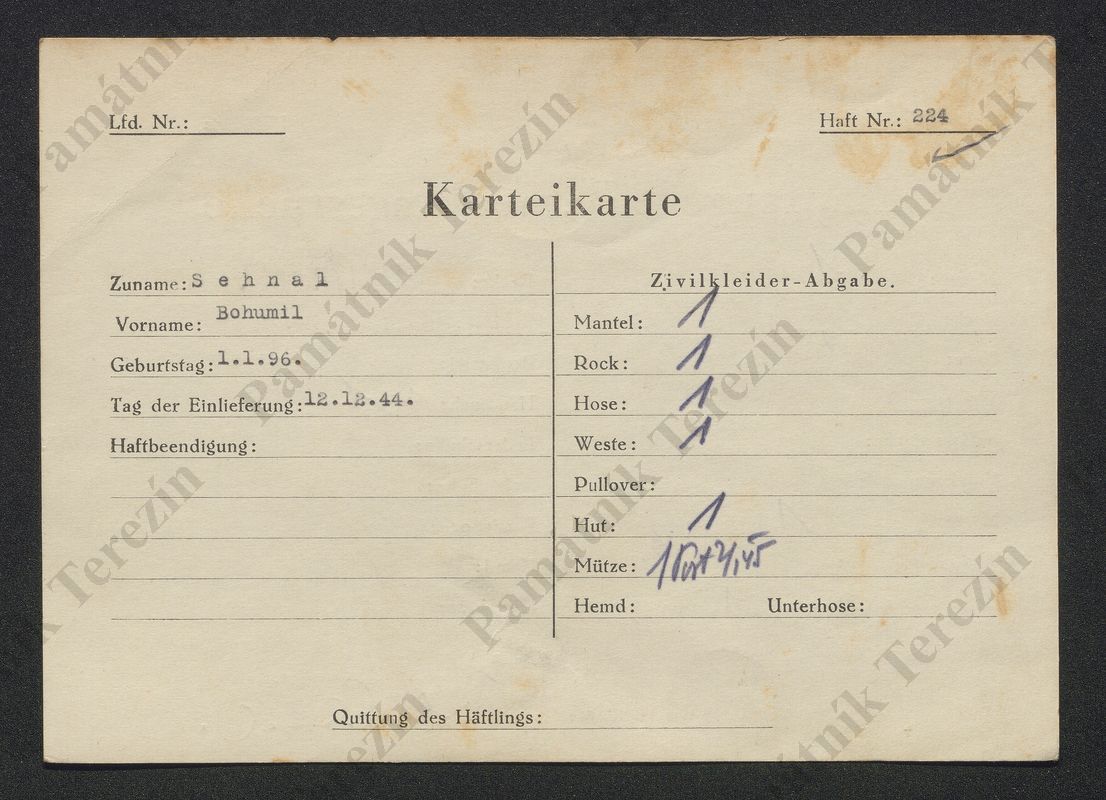 Lfd. Nr.:
Haft Nr.: 224
Karteikarte
Zuname: Sehnal
Vorname: Bohumil
Geburtstag: 1.1.96.
Tag der Einlieferung: 12.12.44.
Haftbeendigung:
Zivilkleider-Abgabe.
Mantel: 1
Rock: 1
Hose: 1
Weste: 1
Pullover:
Hut: 1
Mütze: 1
Hemd: Unterhose:
Quittung des Häftlings:
Památník Terezín